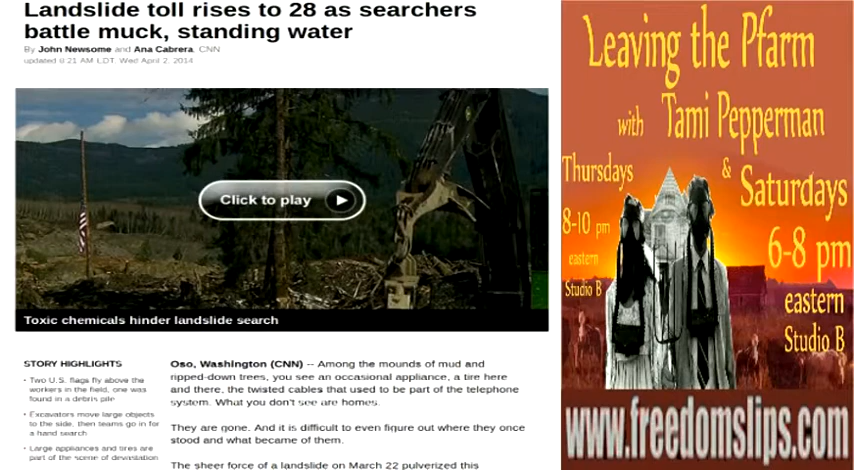 Landslide toll rises to 28 as searchers
battle muck, standing water
By John Newsome and Ana Cabrera, CNN
updated 6:21 AM EDT, Wed April 2, 2014
Click to play
Toxic chemicals hinder landslide search
STORY HIGHLIGHTS
• Two U.S. flags fly above the
workers in the field, one was
found in a debris pile
• Excavators move large objects
to the side, then teams go in for
a hand search
• Large appliances and tires are
part of the scene of devastation
Oso, Washington (CNN) -- Among the mounds of mud and
ripped-down trees, you see an occasional appliance, a tire here
and there, the twisted cables that used to be part of the telephone
system. What you don't see are homes.
They are gone. And it is difficult to even figure out where they once
stood and what became of them.
The sheer force of a landslide on March 22 pulverized this
Leaving the Pfarm
with Tami Pepperman
Thursdays
8-10 pm
eastern
Studio B
&
Saturdays
6-8 pm
eastern
Studio B
www.freedomslips.com